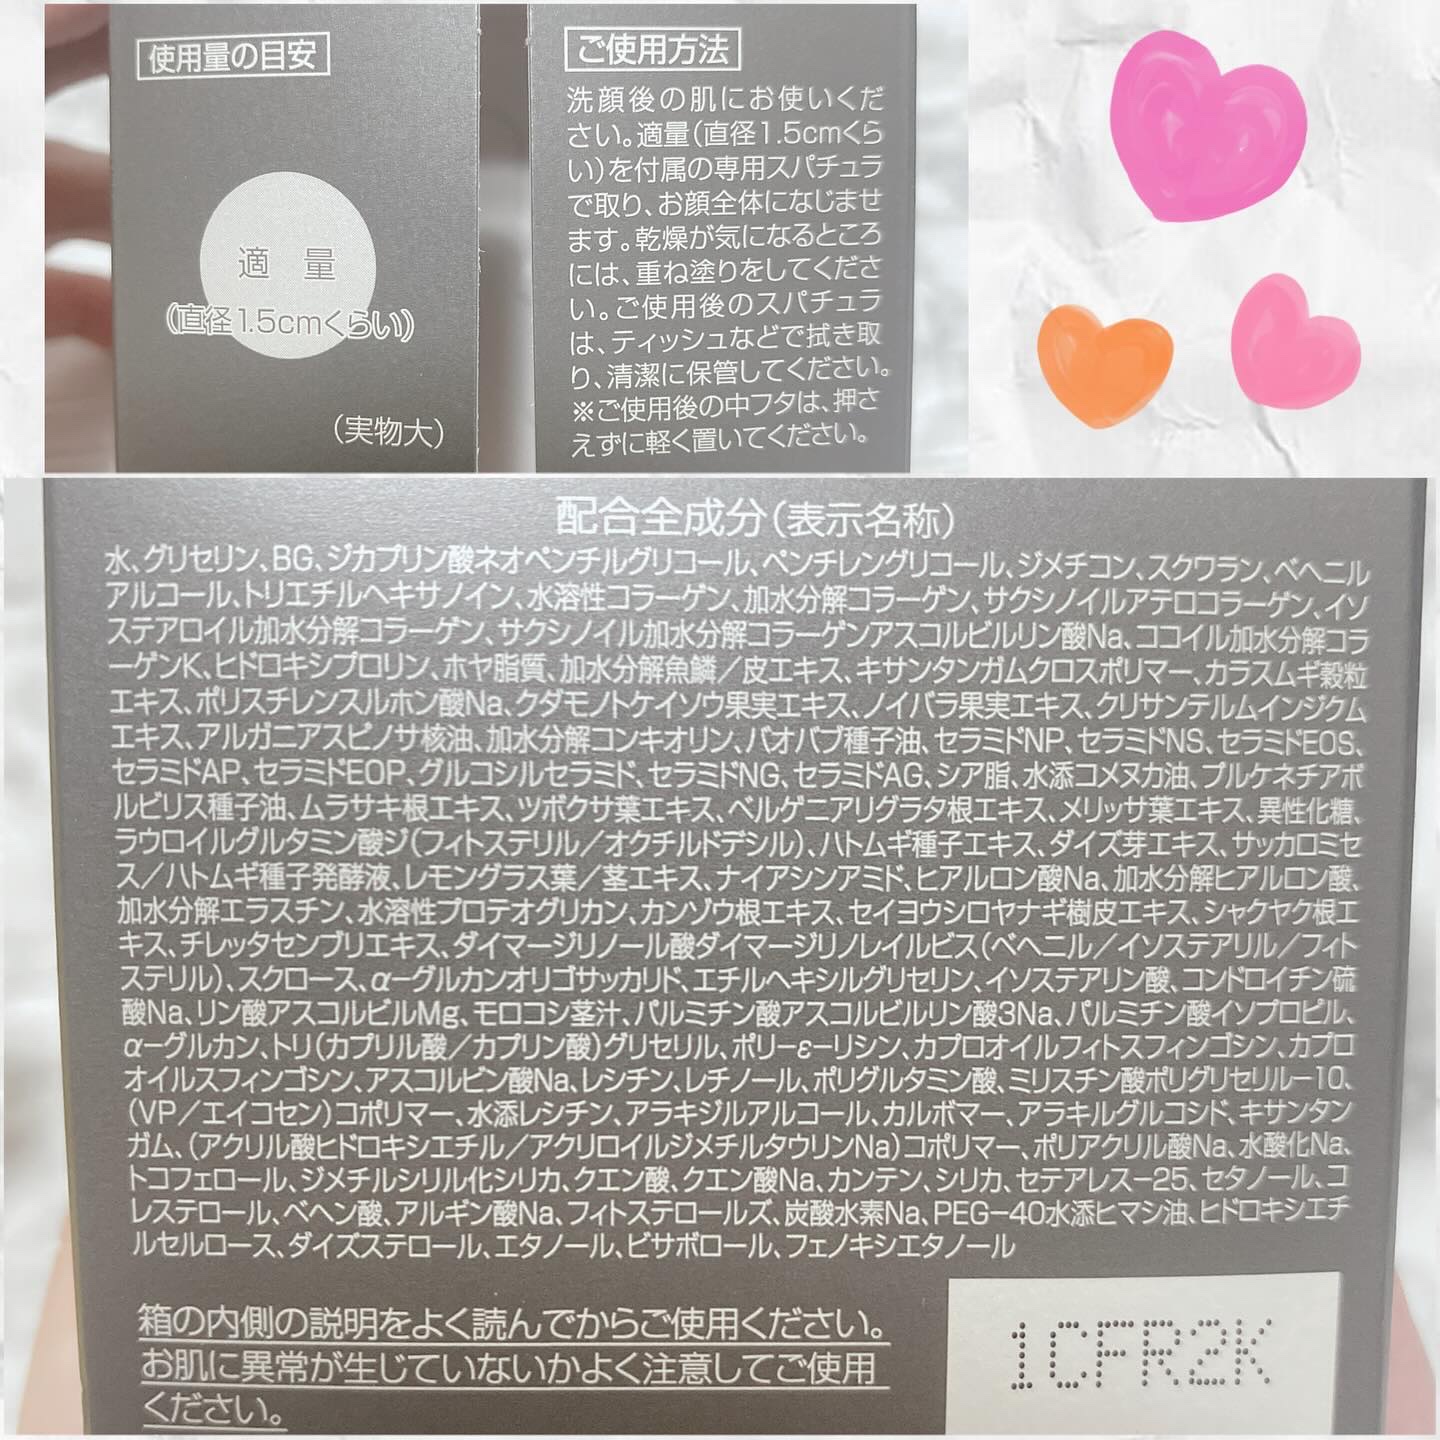 使用量の目安
適 量
(直径1.5cmくらい)
(実物大)
ご使用方法
洗顔後の肌にお使いくだ
さい。適量(直径1.5cmくら
い)を付属の専用スパチュラ
で取り、お顔全体になじませ
ます。乾燥が気になるところ
には、重ね塗りをしてくださ
い。ご使用後のスパチュラ
は、ティッシュなどで拭き取
り、清潔に保管してください。
※ご使用後の中フタは、押さ
えずに軽く置いてください。
配合全成分(表示名称)
水、グリセリン、BG、ジカプリン酸ネオペンチルグリコール、ペンチレングリコール、ジメチコン、スクワラン、ベヘニル
アルコール、トリエチルヘキサノイン、水溶性コラーゲン、加水分解コラーゲン、サクシノイルアテロコラーゲン、イソ
ステアロイル加水分解コラーゲン、サクシノイル加水分解コラーゲンアスコルビルリン酸Na、ココイル加水分解コラ
ーゲンK、ヒドロキシプロリン、ホヤ脂質、加水分解魚鱗/皮エキス、キサンタンガムクロスポリマー、カラスムギ穀粒
エキス、ポリスチレンスルホン酸Na、クダモノトケイソウ果実エキス、ノイバラ果実エキス、クリサンテルムインジクム
エキス、アルガニアスピノサ核油、加水分解コンキオリン、バオバブ種子油、セラミドNP、セラミドNS、セラミドEOS、
セラミドAP、セラミドEOP、グルコシルセラミド、セラミドNG、セラミドAG、シア脂、水添コメヌカ油、プルケネチアボ
ルビリス種子油、ムラサキ根エキス、ツボクサ葉エキス、ベルゲニアリグラタ根エキス、メリッサ葉エキス、異性化糖、
ラウロイルグルタミン酸ジ(フィトステリル/オクチルドデシル)、ハトムギ種子エキス、ダイズ芽エキス、サッカロミセ
ス/ハトムギ種子発酵液、レモングラス葉/茎エキス、ナイアシンアミド、ヒアルロン酸Na、加水分解ヒアルロン酸、
加水分解エラスチン、水溶性プロテオグリカン、カンゾウ根エキス、セイヨウシロヤナギ樹皮エキス、シャクヤク根エ
キス、チレッタセンブリエキス、ダイマージリノール酸ダイマージリノレイルビス(ベヘニル/イソステアリル/フィト
ステリル)、スクロース、α-グルカンオリゴサッカリド、エチルヘキシルグリセリン、イソステアリン酸、コンドロイチン硫
酸Na、リン酸アスコルビルMg、モロコシ茎汁、パルミチン酸アスコルビルリン酸3Na、パルミチン酸イソプロピル、
α-グルカン、トリ(カプリル酸/カプリン酸)グリセリル、ポリ-ε-リシン、カプロオイルフィトスフィンゴシン、カプロ
オイルスフィンゴシン、アスコルビン酸Na、レシチン、レチノール、ポリグルタミン酸、ミリスチン酸ポリグリセリル-10、
(VP/エイコセン)コポリマー、水添レシチン、アラキジルアルコール、カルボマー、アラキルグルコシド、キサンタン
ガム、(アクリル酸ヒドロキシエチル/アクリロイルジメチルタウリンNa)コポリマー、ポリアクリル酸Na、水酸化Na、
トコフェロール、ジメチルシリル化シリカ、クエン酸、クエン酸Na、カンテン、シリカ、セテアレス-25、セタノール、コ
レステロール、ベヘン酸、アルギン酸Na、フィトステロールズ、炭酸水素Na、PEG-40水添ヒマシ油、ヒドロキシエチ
ルセルロース、ダイズステロール、エタノール、ビサボロール、フェノキシエタノール
箱の内側の説明をよく読んでからご使用ください。
お肌に異常が生じていないかよく注意してご使用
ください。
1CFR2K